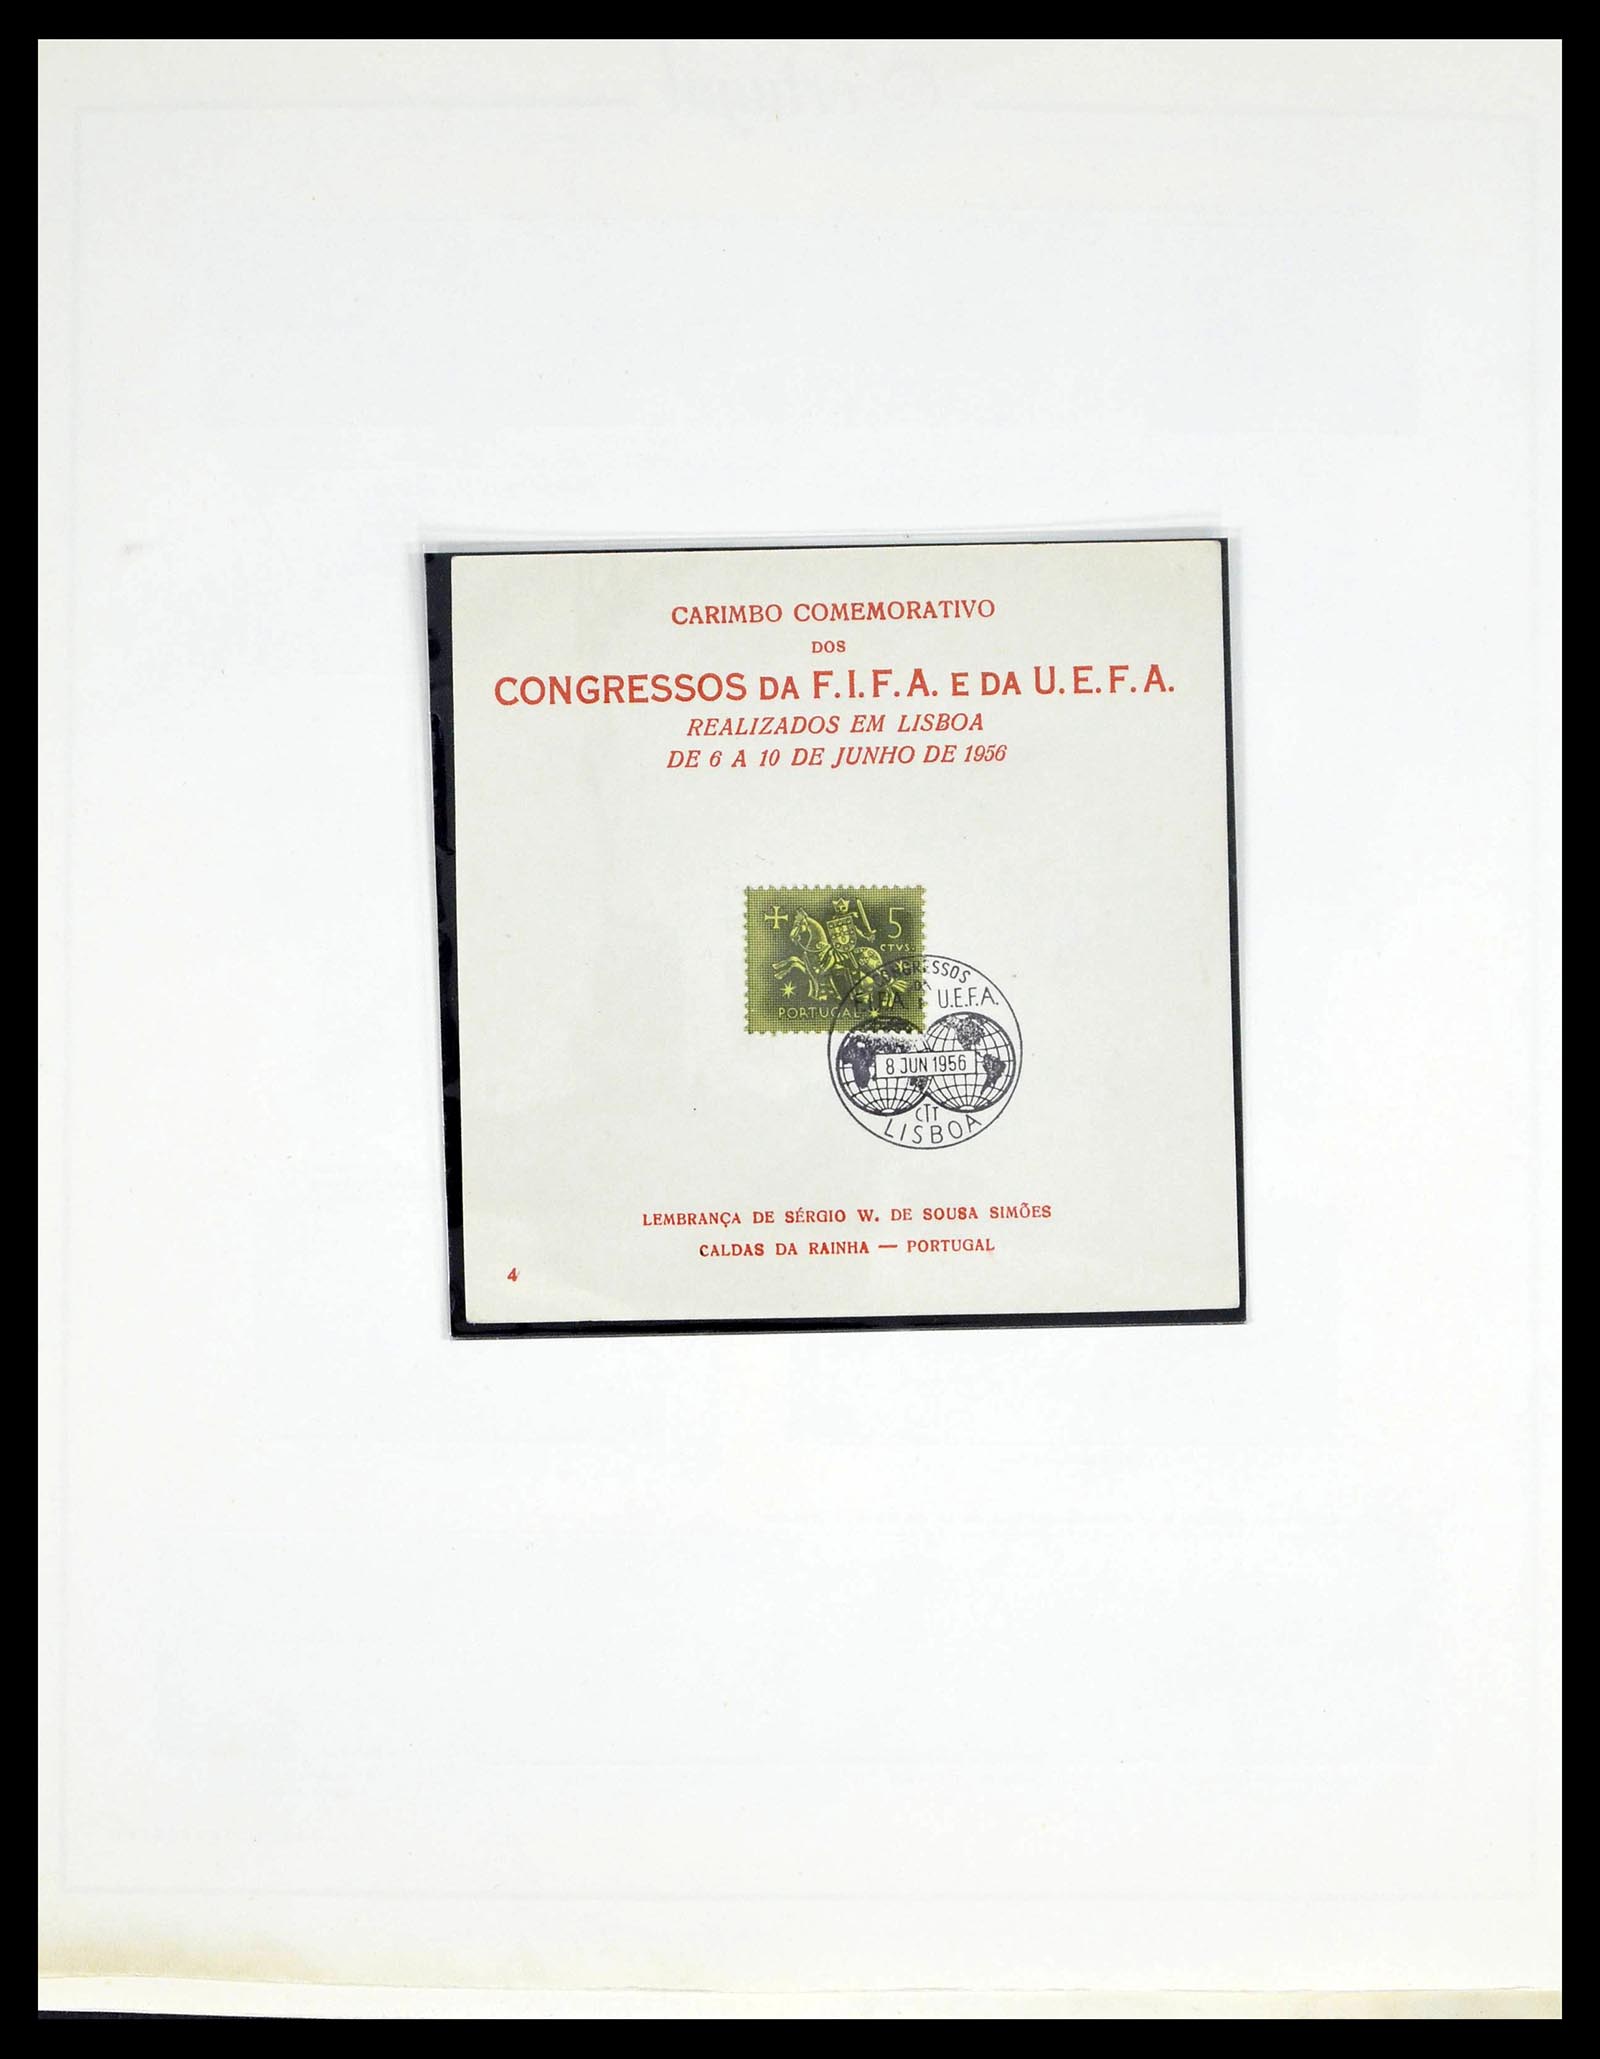 CARIMBO COMEMORATIVO
DOS
CONGRESSOS DA F.I.F.A. E DA U.E.F.A.
REALIZADOS EM LISBOA
DE 6 A 10 DE JUNHO DE 1956
5
CTVS.
PORTUGAL
CONGRESSOS
DA
FIFA E U.E.F.A.
8 JUN 1956
CTT
LISBOA
LEMBRANÇA DE SÉRGIO W. DE SOUSA SIMÕES
CALDAS DA RAINHA — PORTUGAL
4